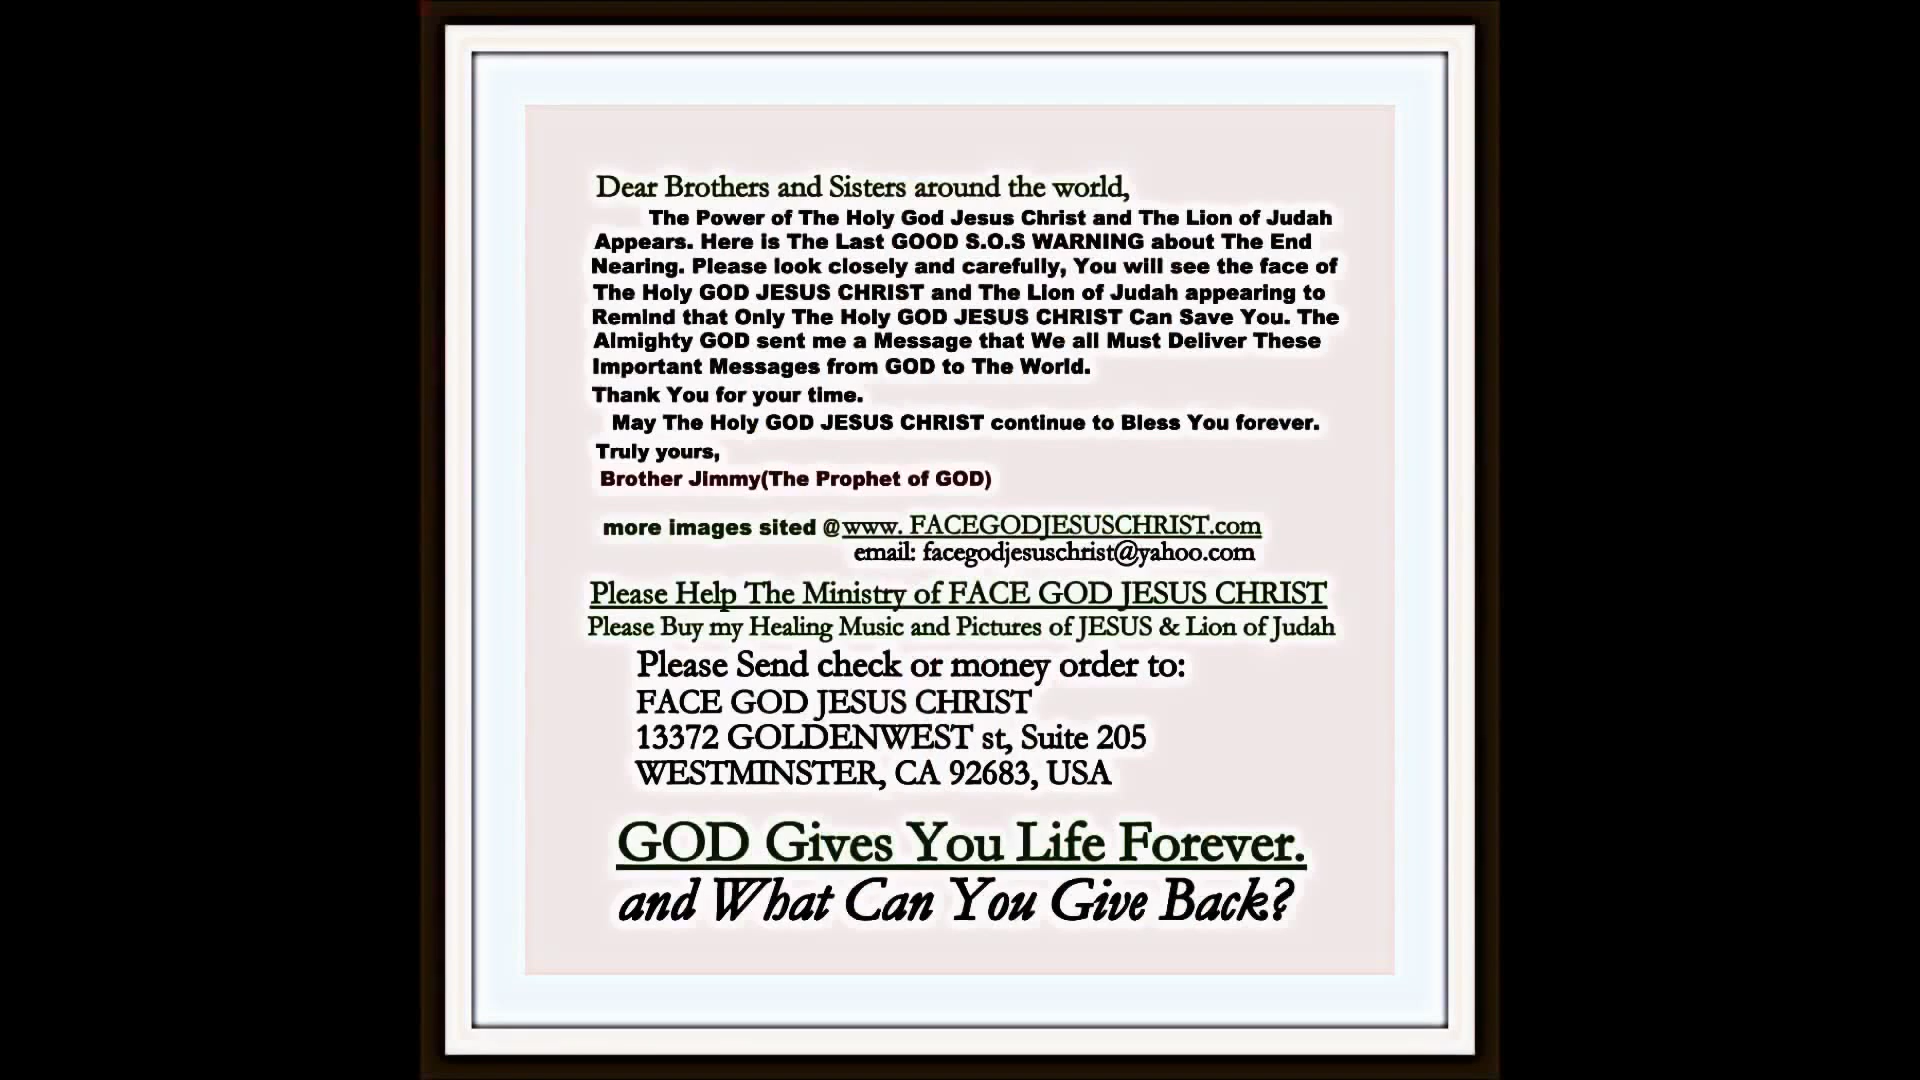 Dear Brothers and Sisters around the world,
The Power of The Holy God Jesus Christ and The Lion of Judah
Appears. Here is The Last GOOD S.O.S WARNING about The End
Nearing. Please look closely and carefully, You will see the face of
The Holy GOD JESUS CHRIST and The Lion of Judah appearing to
Remind that Only The Holy GOD JESUS CHRIST Can Save You. The
Almighty GOD sent me a Message that We all Must Deliver These
Important Messages from GOD to The World.
Thank You for your time.
May The Holy GOD JESUS CHRIST continue to Bless You forever.
Truly yours,
Brother Jimmy(The Prophet of GOD)
more images sited @www. FACEGODJESUSCHRIST.com
email: facegodjesuschrist@yahoo.com
Please Help The Ministry of FACE GOD JESUS CHRIST
Please Buy my Healing Music and Pictures of JESUS & Lion of Judah
Please Send check or money order to:
FACE GOD JESUS CHRIST
13372 GOLDENWEST st, Suite 205
WESTMINSTER, CA 92683, USA
GOD Gives You Life Forever.
and What Can You Give Back?